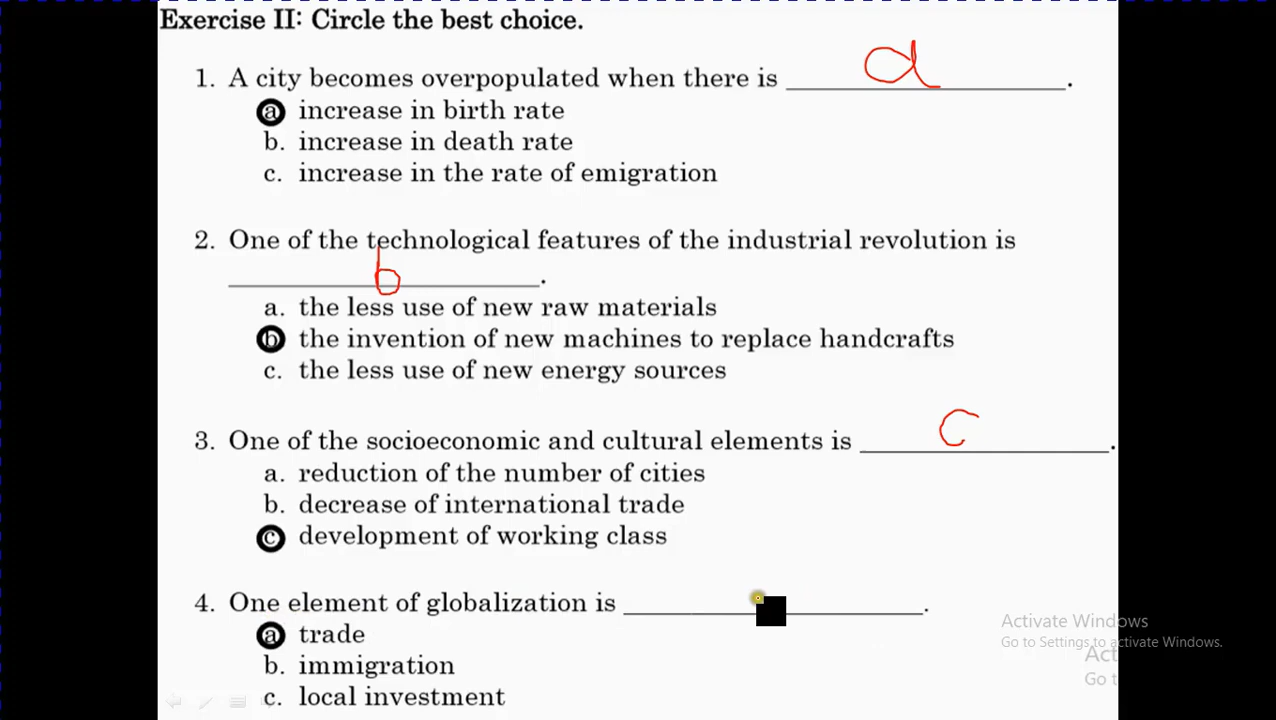 Exercise II: Circle the best choice.
1. A city becomes overpopulated when there is a.
a increase in birth rate
b. increase in death rate
c. increase in the rate of emigration
2. One of the technological features of the industrial revolution is
b.
a. the less use of new raw materials
b the invention of new machines to replace handcrafts
c. the less use of new energy sources
3. One of the socioeconomic and cultural elements is c.
a. reduction of the number of cities
b. decrease of international trade
c development of working class
4. One element of globalization is ____________________.
a trade
b. immigration
c. local investment
Activate Windows
Go to Settings to activate Windows.
Act
Go t